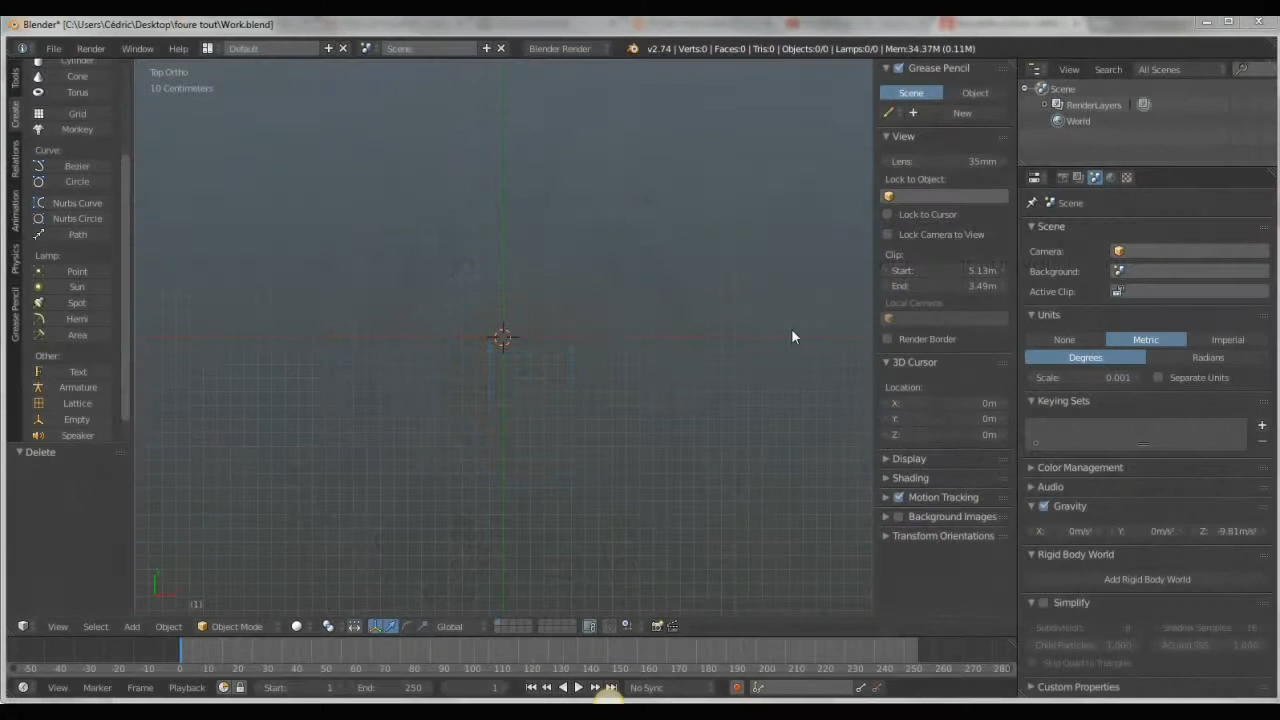 Blender* [C:\Users\Cédric\Desktop\foure tout\Work.blend]
File Render Window Help Default Scene Blender Render v2.74 | Verts:0 | Faces:0 | Tris:0 | Objects:0/0 | Lamps:0/0 | Mem:34.37M (0.11M)
Tools
Create
Relations
Animation
Physics
Grease Pencil
Cylinder
Cone
Torus
Grid
Monkey
Curve:
Bezier
Circle
Nurbs Curve
Nurbs Circle
Path
Lamp:
Point
Sun
Spot
Hemi
Area
Other:
Text
Armature
Lattice
Empty
Speaker
Delete
Top Ortho
10 Centimeters
(1)
Grease Pencil
Scene Object
New
View
Lens: 35mm
Lock to Object:
Lock to Cursor
Lock Camera to View
Clip:
Start: 5.13m
End: 3.49m
Local Camera:
Render Border
3D Cursor
Location:
X: 0m
Y: 0m
Z: 0m
Display
Shading
Motion Tracking
Background Images
Transform Orientations
View Search All Scenes
Scene
RenderLayers
World
Scene
Scene
Camera:
Background:
Active Clip:
Units
None Metric Imperial
Degrees Radians
Scale: 0.001 Separate Units
Keying Sets
Color Management
Audio
Gravity
X: 0m/s² Y: 0m/s² Z: -9.81m/s²
Rigid Body World
Add Rigid Body World
Simplify
Child Particles: 1.000 AO and SSS: 1.000
Skip Quad to Triangles
Custom Properties
View Select Add Object Object Mode Global
-50 -40 -30 -20 -10 0 10 20 30 40 50 60 70 80 90 100 110 120 130 140 150 160 170 180 190 200 210 220 230 240 250 260 270 280
View Marker Frame Playback Start: 1 End: 250 1 No Sync